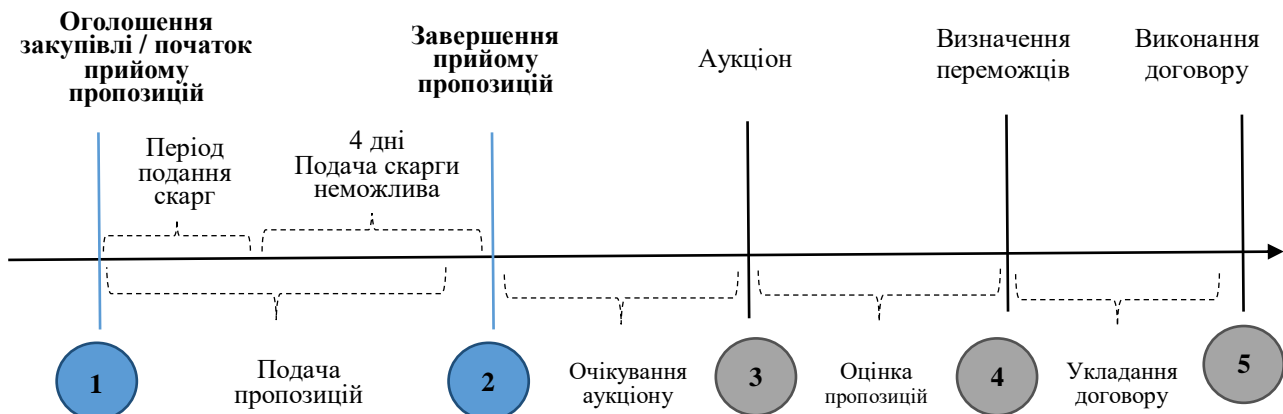 Оголошення
закупівлі / початок
прийому
пропозицій
Завершення
прийому
пропозицій
Аукціон
Визначення
переможців
Виконання
договору
Період
подання
скарг
4 дні
Подача скарги
неможлива
1
Подача
пропозицій
2
Очікування
аукціону
3
Оцінка
пропозицій
4
Укладання
договору
5